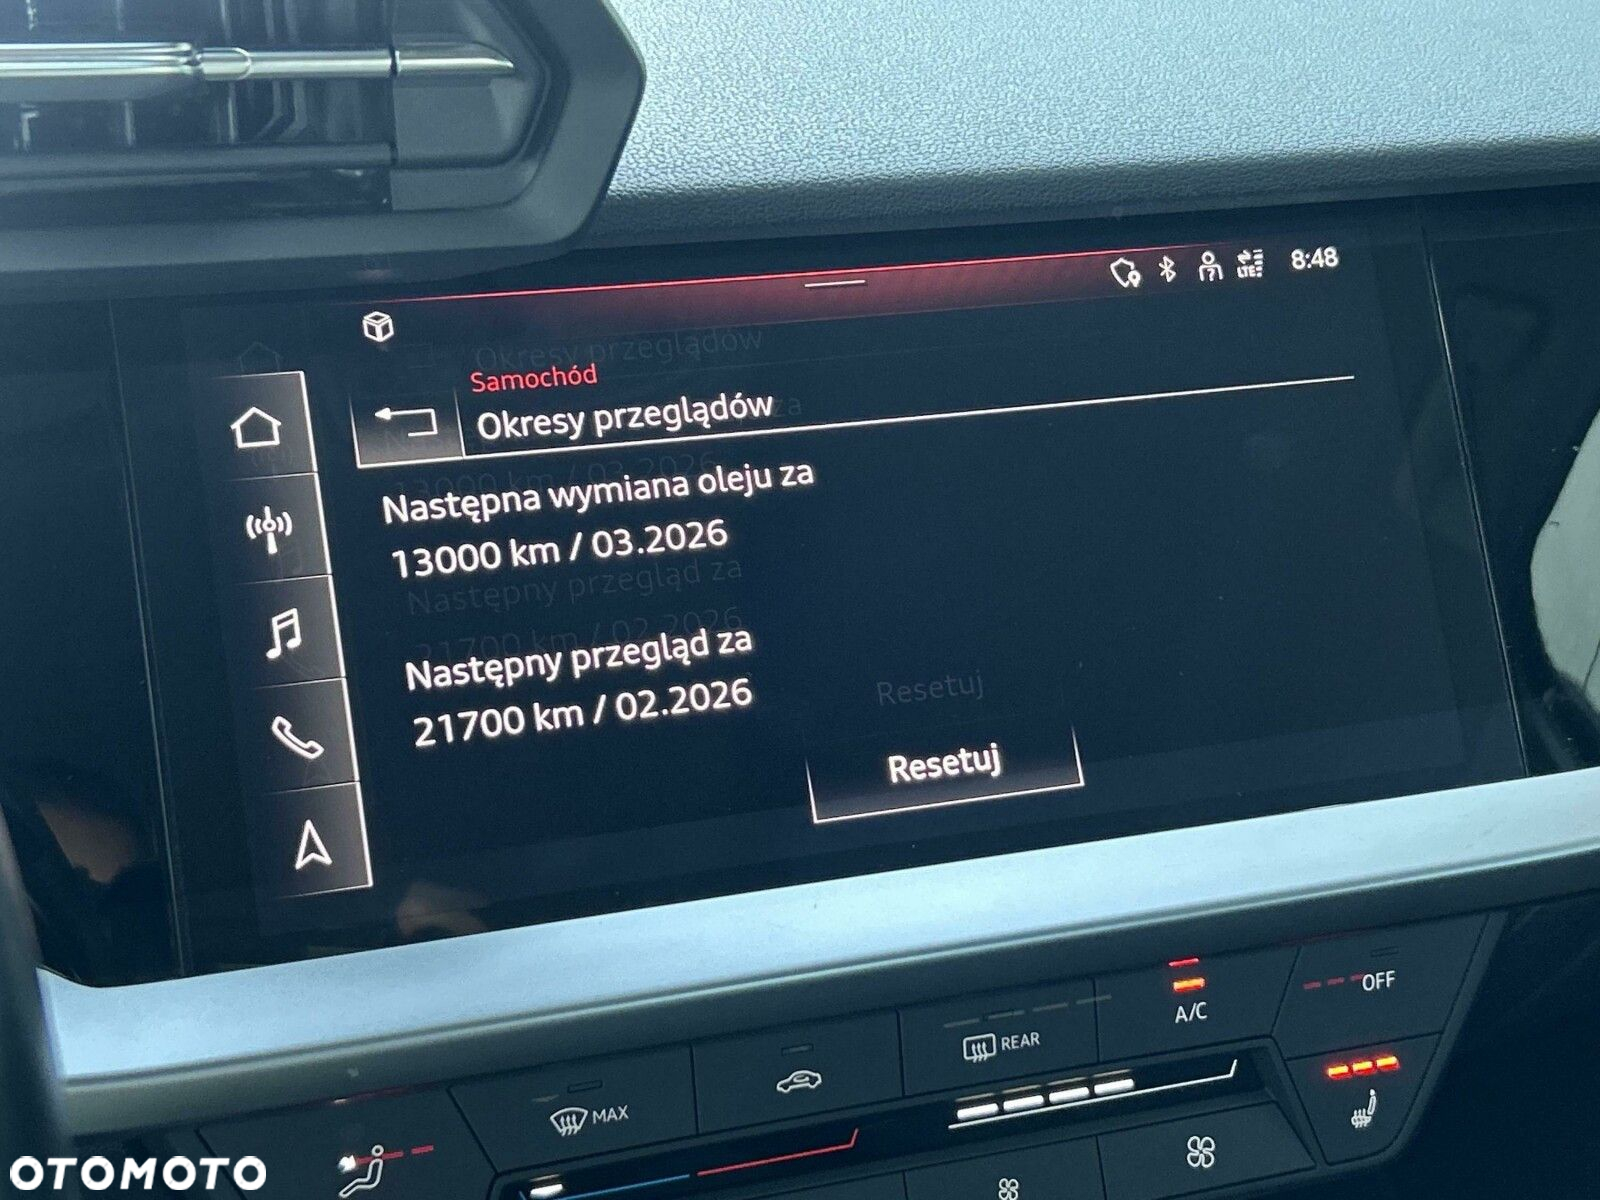 LTE
8:48
Samochód
Okresy przeglądów
Następna wymiana oleju za
13000 km / 03.2026
Następny przegląd za
21700 km / 02.2026
Resetuj
OFF
A/C
REAR
MAX
OTOMOTO